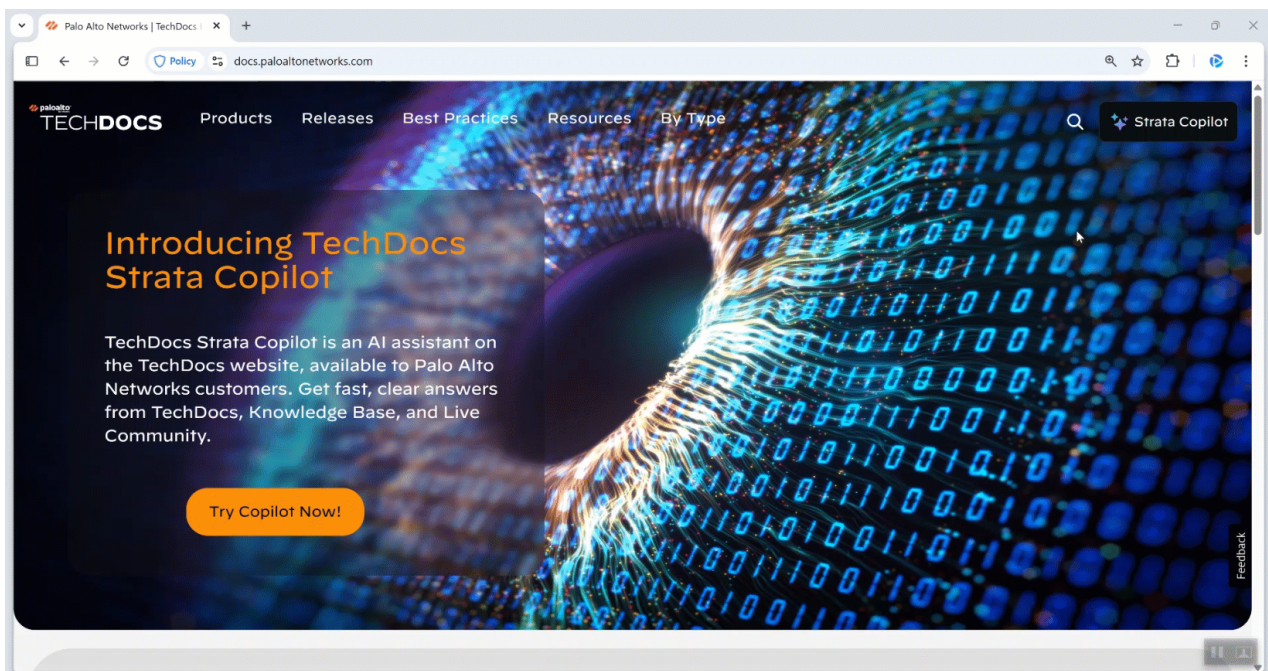 Palo Alto Networks | TechDocs
Policy
docs.paloaltonetworks.com
paloalto
TECHDOCS
Products
Releases
Best Practices
Resources
By Type
Strata Copilot
Introducing TechDocs
Strata Copilot
TechDocs Strata Copilot is an AI assistant on
the TechDocs website, available to Palo Alto
Networks customers. Get fast, clear answers
from TechDocs, Knowledge Base, and Live
Community.
Try Copilot Now!
Feedback